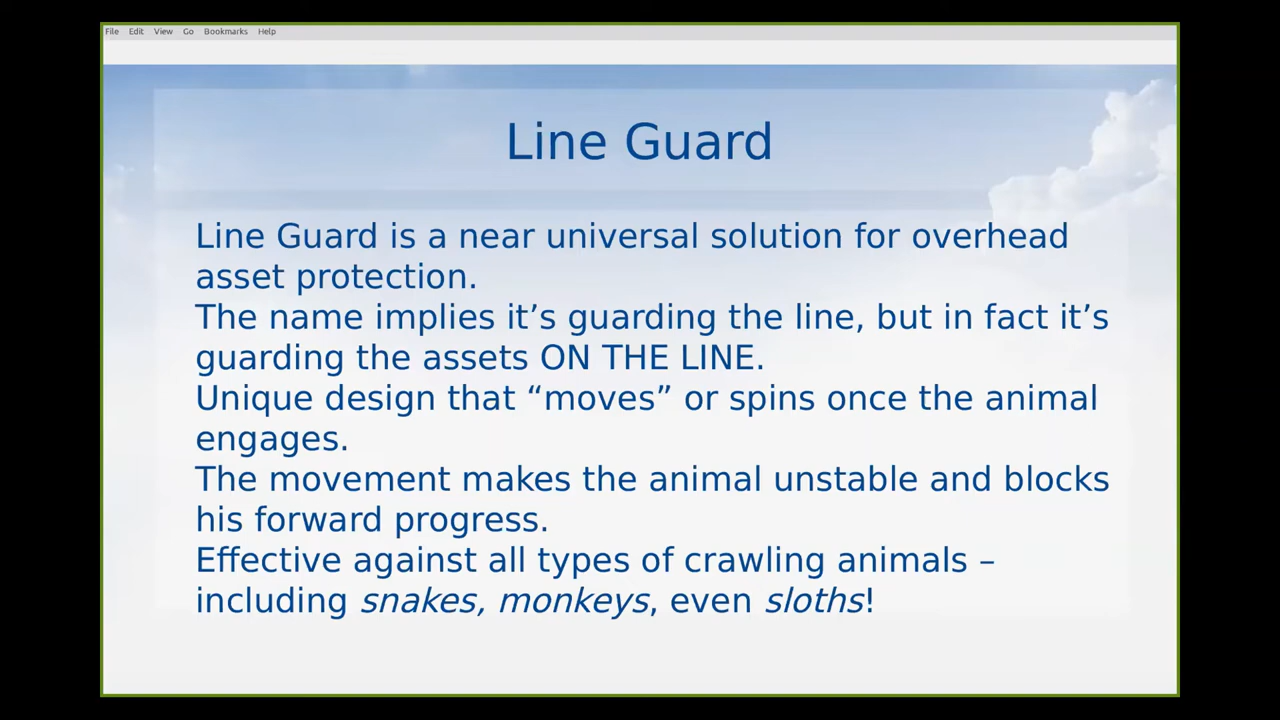 File Edit View Go Bookmarks Help
Line Guard
Line Guard is a near universal solution for overhead
asset protection.
The name implies it’s guarding the line, but in fact it’s
guarding the assets ON THE LINE.
Unique design that “moves” or spins once the animal
engages.
The movement makes the animal unstable and blocks
his forward progress.
Effective against all types of crawling animals –
including snakes, monkeys, even sloths!